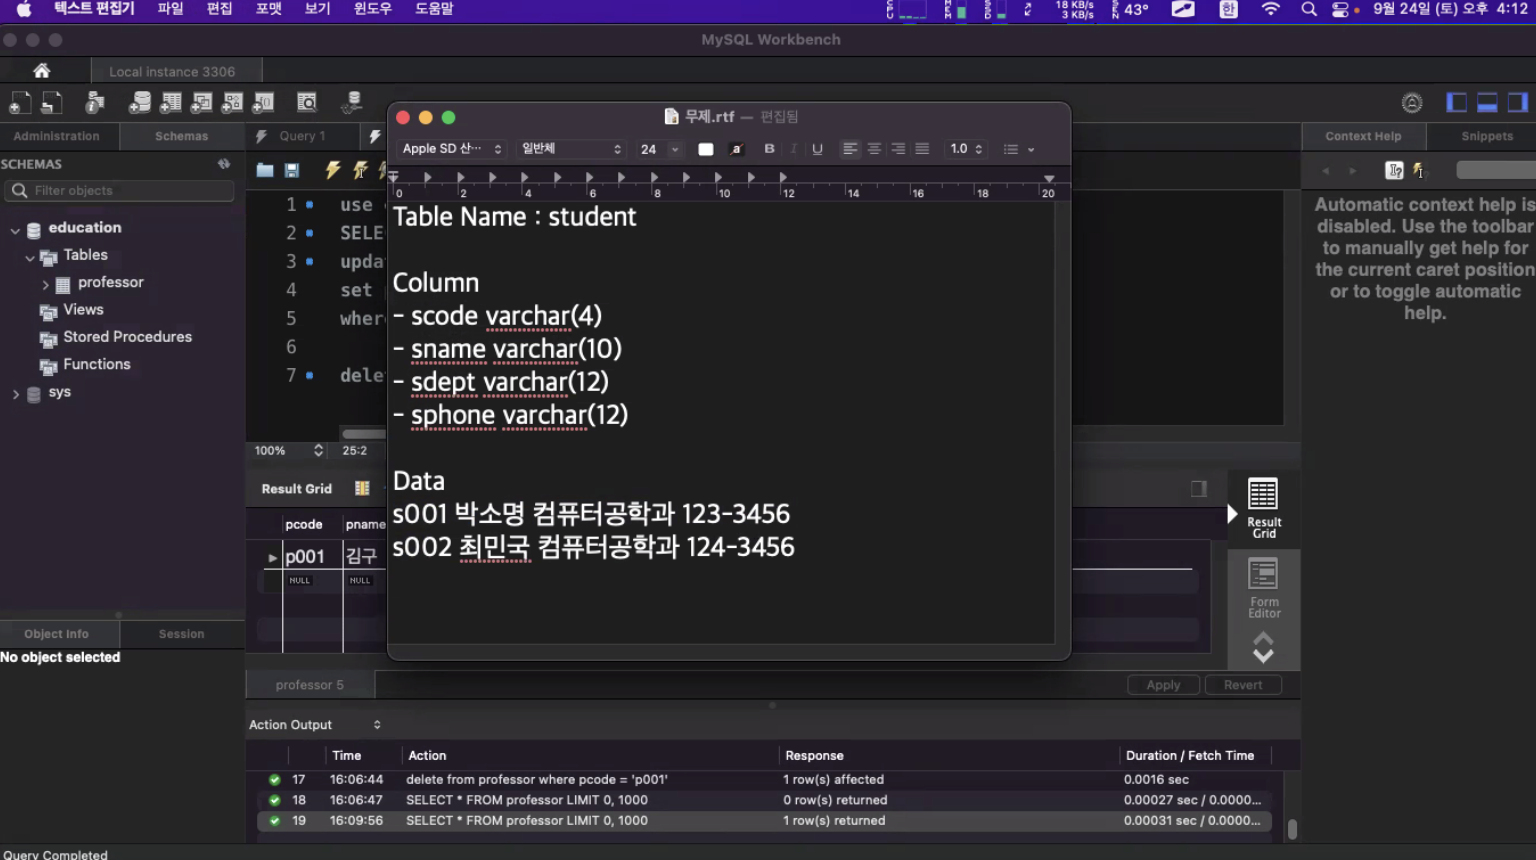 텍스트 편집기 파일 편집 포맷 보기 윈도우 도움말
18 KB/s
3 KB/s
43°
한
9월 24일 (토) 오후 4:12
MySQL Workbench
Local instance 3306
Administration Schemas
Query 1
SCHEMAS
Filter objects
education
Tables
professor
Views
Stored Procedures
Functions
sys
Object Info Session
No object selected
1 use
2 SELE
3 upda
4 set
5 wher
6
7 dele
100% 25:2
무제.rtf — 편집됨
Apple SD 산… 일반체 24 a B I U 1.0
0 2 4 6 8 10 12 14 16 18 20
Table Name : student
Column
- scode varchar(4)
- sname varchar(10)
- sdept varchar(12)
- sphone varchar(12)
Data
s001 박소명 컴퓨터공학과 123-3456
s002 최민국 컴퓨터공학과 124-3456
Result Grid
pcode pname
p001 김구
NULL NULL
Result
Grid
Form
Editor
professor 5
Apply Revert
Context Help Snippets
Automatic context help is
disabled. Use the toolbar
to manually get help for
the current caret position
or to toggle automatic
help.
Action Output
Time Action Response Duration / Fetch Time
17 16:06:44 delete from professor where pcode = 'p001' 1 row(s) affected 0.0016 sec
18 16:06:47 SELECT * FROM professor LIMIT 0, 1000 0 row(s) returned 0.00027 sec / 0.0000...
19 16:09:56 SELECT * FROM professor LIMIT 0, 1000 1 row(s) returned 0.00031 sec / 0.0000...
Query Completed